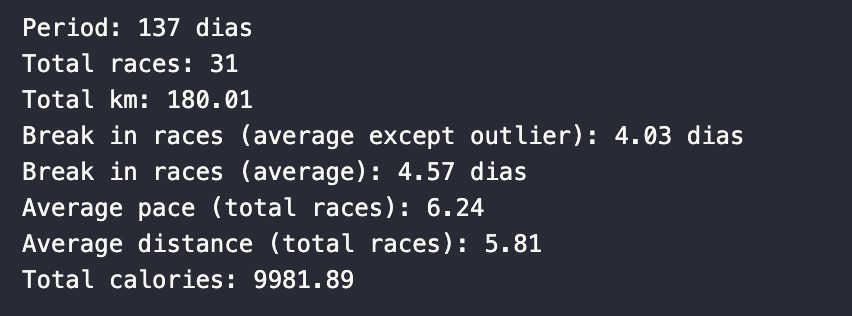 Period: 137 dias
Total races: 31
Total km: 180.01
Break in races (average except outlier): 4.03 dias
Break in races (average): 4.57 dias
Average pace (total races): 6.24
Average distance (total races): 5.81
Total calories: 9981.89